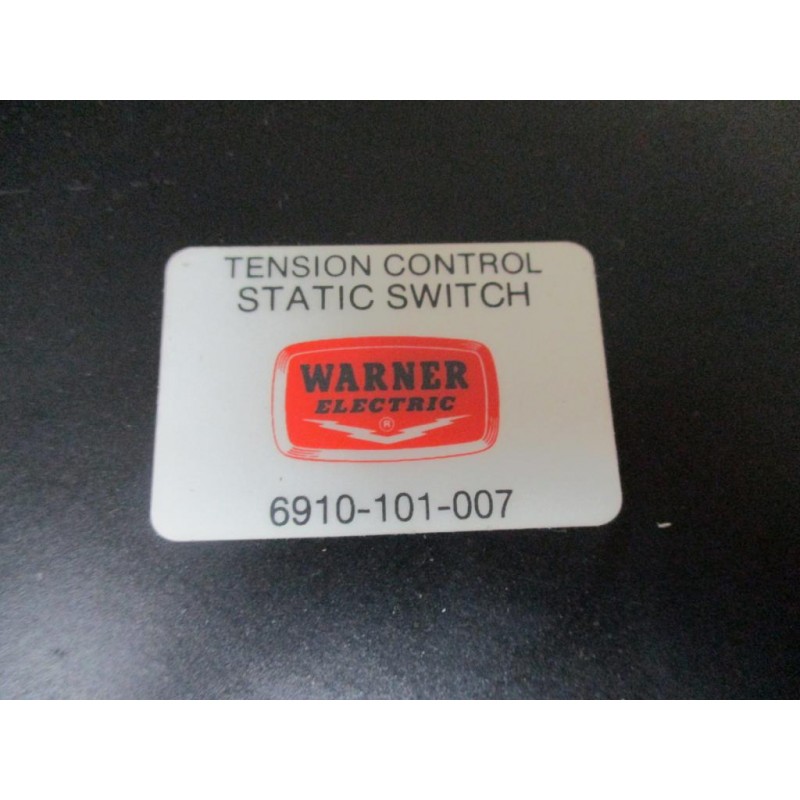 TENSION CONTROL
STATIC SWITCH
WARNER
ELECTRIC
®
6910-101-007